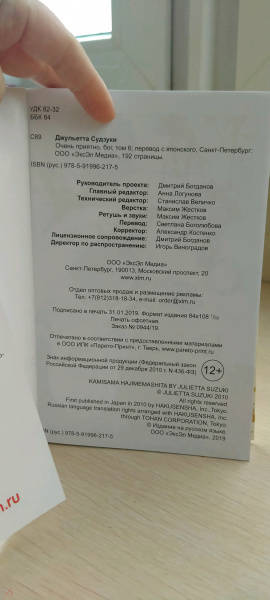 УДК 82-32
ББК 84
С89
Джульетта Судзуки
Очень приятно, бог, том 6; перевод с японского, Санкт-Петербург:
ООО «ЭксЭл Медиа», 192 страницы.
ISBN (рус.) 978-5-91996-217-5
Руководитель проекта: Дмитрий Богданов
Главный редактор: Анна Логунова
Технический редактор: Станислав Величко
Верстка: Максим Жестков
Ретушь и звуки: Максим Жестков
Перевод: Светлана Боголюбова
Корректор: Александр Костенко
Лицензионное сопровождение: Дмитрий Богданов
Директор по распространению: Игорь Виноградов
ООО «ЭксЭл Медиа»
Санкт-Петербург, 190013, Московский проспект, 20
www.xlm.ru
Отдел оптовых продаж и размещение рекламы:
Тел.: +7(812)318-18-34, e-mail: order@xlm.ru
Подписано в печать 31.01.2019. Формат издания 84х108
Печать офсетная.
Заказ № 0944/19.
Отпечатано в соответствии с предоставленными материалами
в ООО ИПК «Парето-Принт», г. Тверь, www.pareto-print.ru
Знак информационной продукции (Федеральный закон
Российской Федерации от 29 декабря 2010 г. N 436-ФЗ)
12+
KAMISAMA HAJIMEMASHITA BY JULIETTA SUZUKI
© JULIETTA SUZUKI 2010
All rights reserved.
First published in Japan in 2010 by HAKUSENSHA, Inc., Tokyo
Russian language translation rights arranged with HAKUSENSHA, Inc., Tokyo
through TOHAN CORPORATION, Tokyo
© Издание на русском языке.
ООО «ЭксЭл Медиа», 2019
ISBN (рус.) 978-5-91996-217-5
n.ru